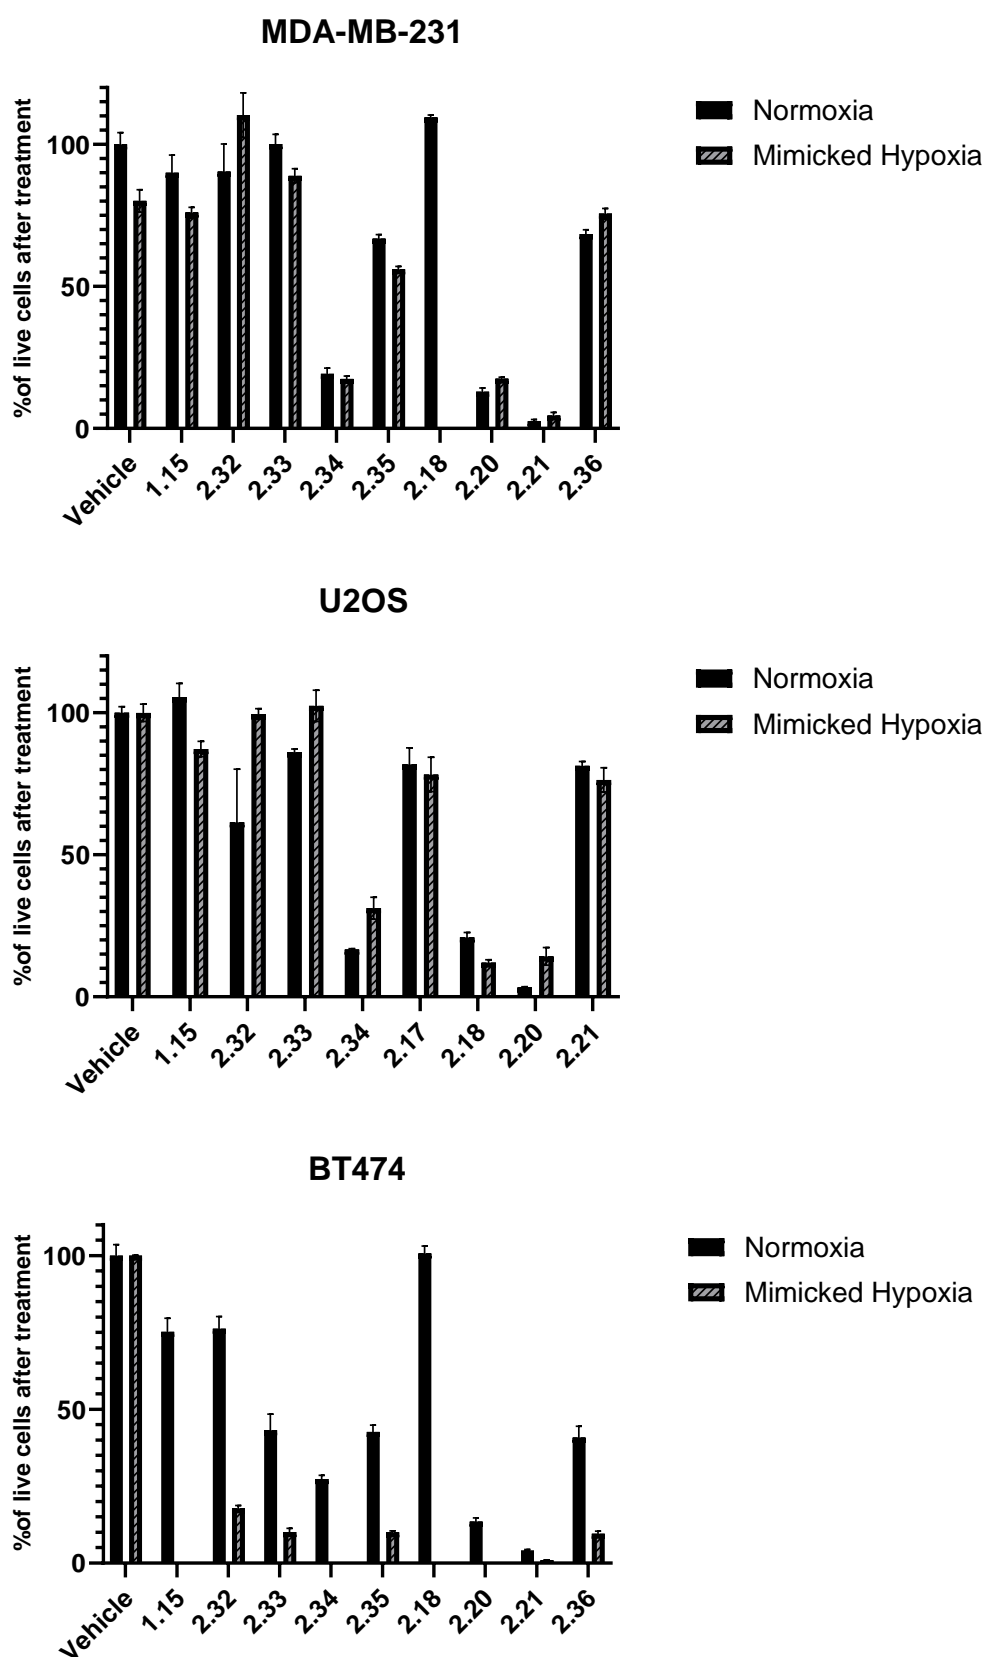 MDA-MB-231
%of live cells after treatment
100
50
0
Vehicle
1.15
2.32
2.33
2.34
2.35
2.18
2.20
2.21
2.36
Normoxia
Mimicked Hypoxia
U2OS
%of live cells after treatment
100
50
0
Vehicle
1.15
2.32
2.33
2.34
2.17
2.18
2.20
2.21
Normoxia
Mimicked Hypoxia
BT474
%of live cells after treatment
100
50
0
Vehicle
1.15
2.32
2.33
2.34
2.35
2.18
2.20
2.21
2.36
Normoxia
Mimicked Hypoxia